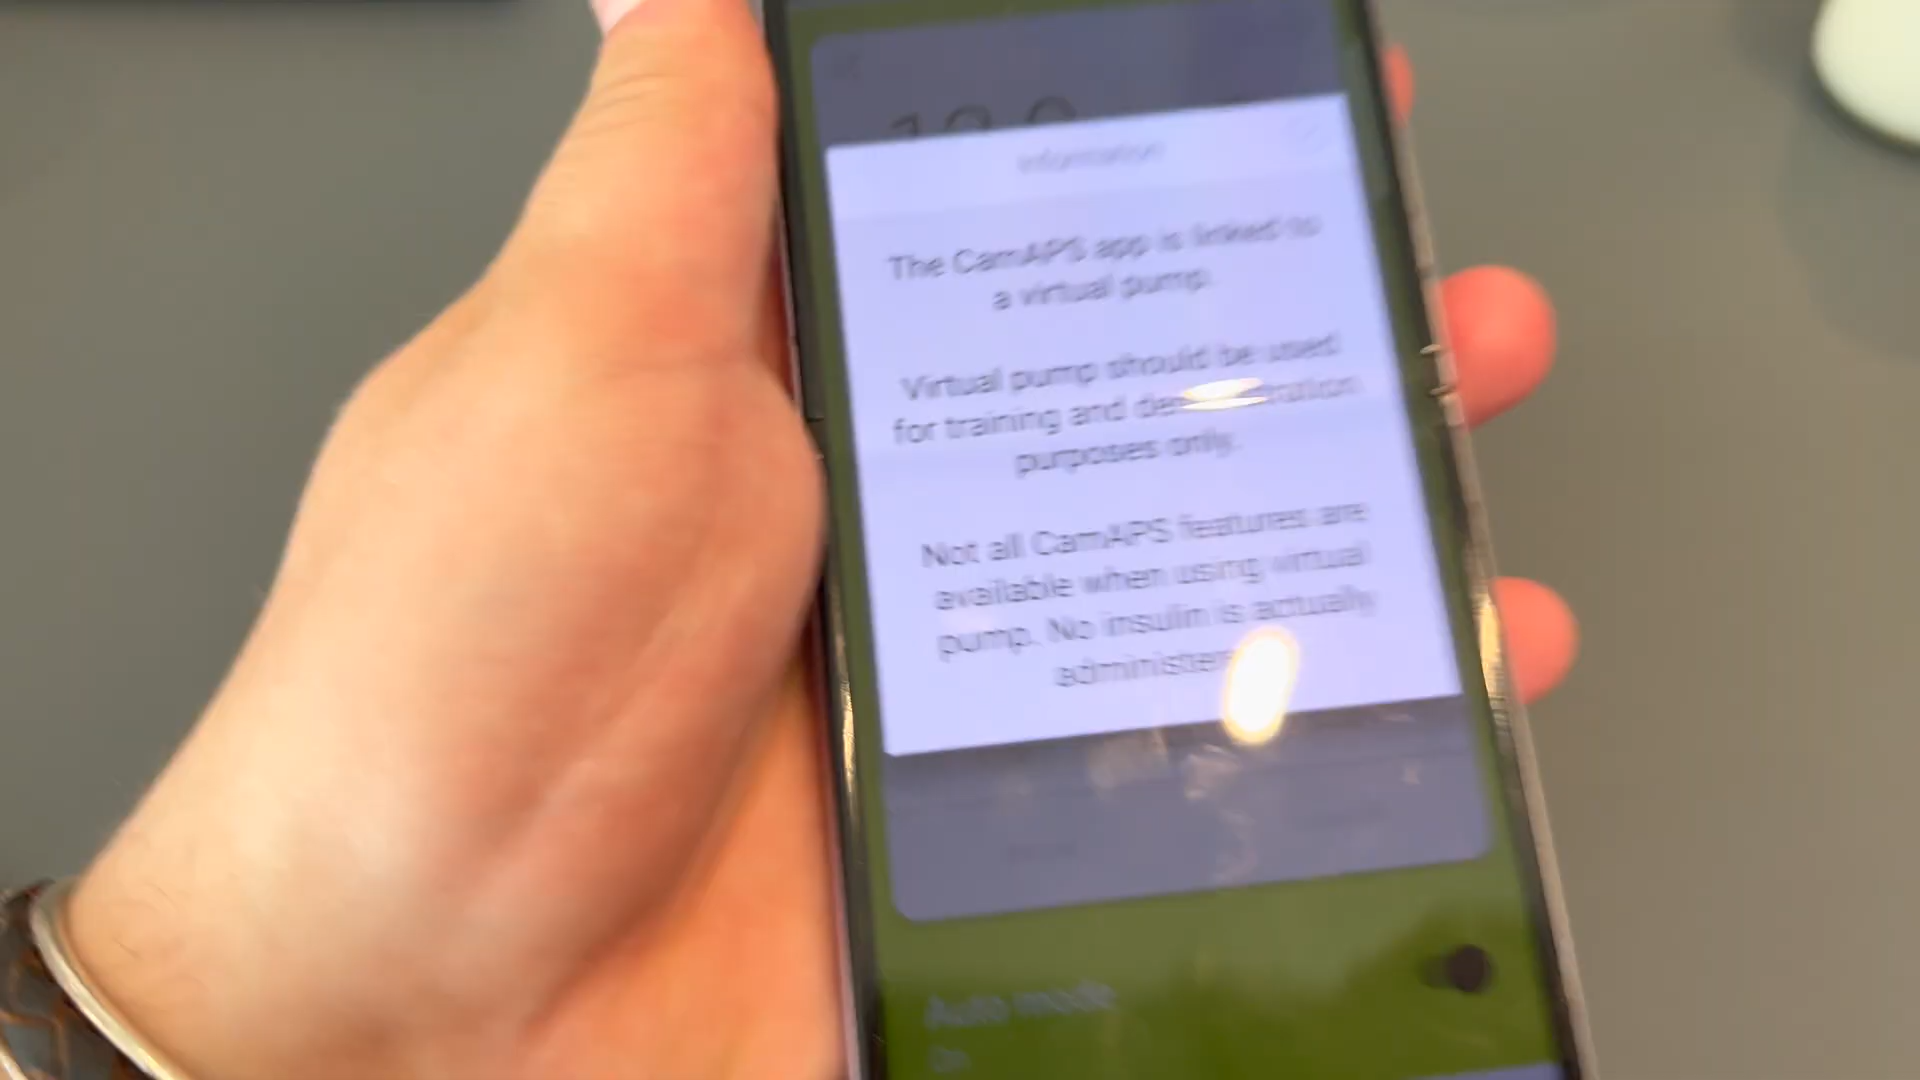 Information
The CamAPS app is linked to
a virtual pump.
Virtual pump should be used
for training and demonstration
purposes only.
Not all CamAPS features are
available when using virtual
pump. No insulin is actually
Auto mode
On